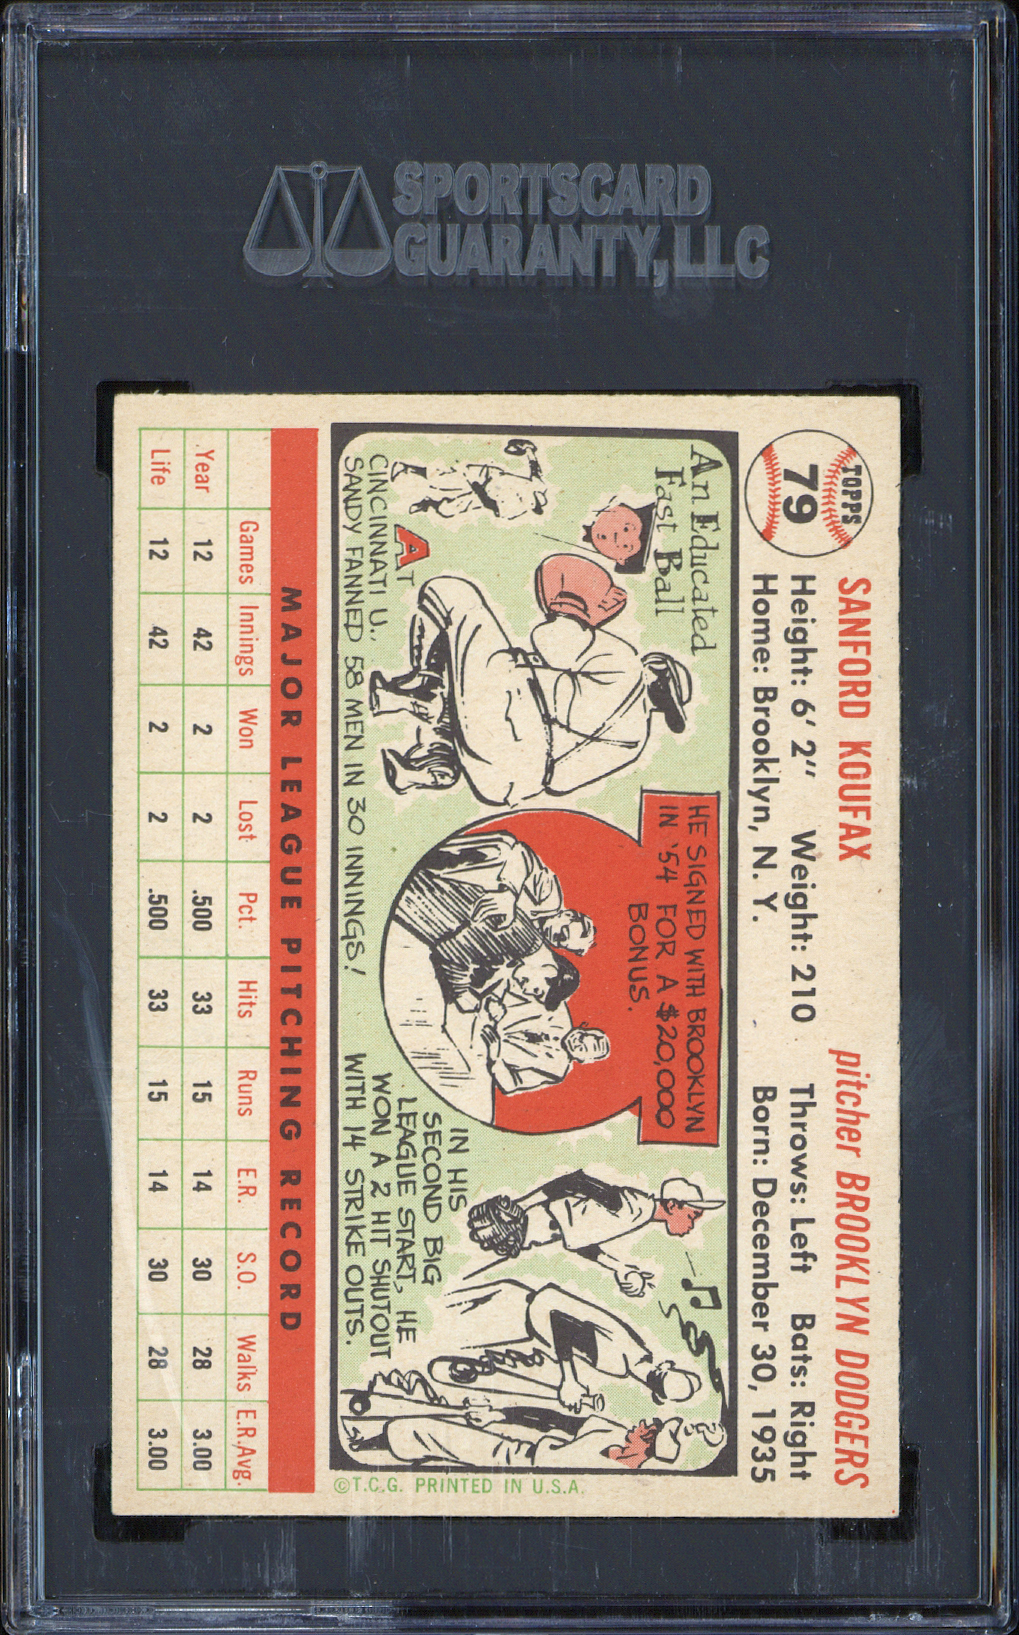 SPORTSCARD
GUARANTY, LLC
TOPPS
79
SANFORD KOUFAX pitcher BROOKLYN DODGERS
Height: 6' 2" Weight: 210 Throws: Left Bats: Right
Home: Brooklyn, N. Y. Born: December 30, 1935
An Educated
Fast Ball
AT
CINCINNATI U.,
SANDY FANNED 58 MEN IN 30 INNINGS!
HE SIGNED WITH BROOKLYN
IN '54 FOR A $20,000
BONUS.
IN HIS
SECOND BIG
LEAGUE START, HE
WON A 2 HIT SHUTOUT
WITH 14 STRIKE OUTS.
©T.C.G. PRINTED IN U.S.A.
MAJOR LEAGUE PITCHING RECORD
Games Innings Won Lost Pct. Hits Runs E.R. S.O. Walks E.R.Avg.
Year 12 42 2 2 .500 33 15 14 30 28 3.00
Life 12 42 2 2 .500 33 15 14 30 28 3.00